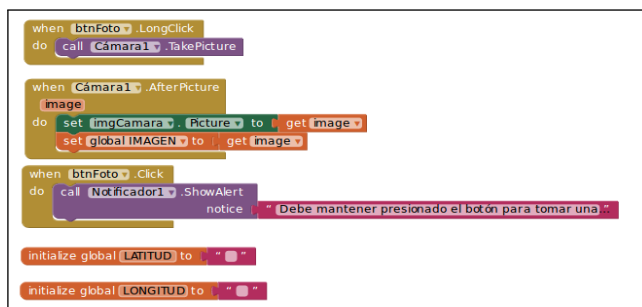 when btnFoto .LongClick
do call Cámara1 .TakePicture
when Cámara1 .AfterPicture
image
do set imgCamara . Picture to get image
set global IMAGEN to get image
when btnFoto .Click
do call Notificador1 .ShowAlert
notice " Debe mantener presionado el botón para tomar una... "
initialize global LATITUD to " "
initialize global LONGITUD to " "